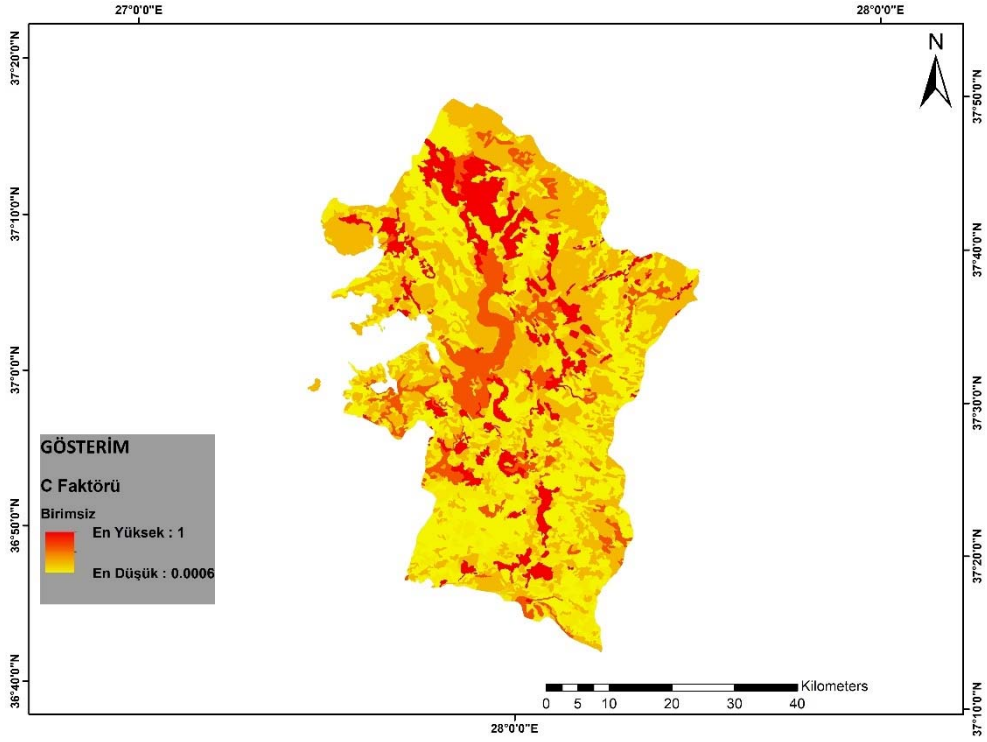 27°0'0"E 28°0'0"E
N
37°20'0"N
37°10'0"N
37°0'0"N
36°50'0"N
36°40'0"N
37°50'0"N
37°40'0"N
37°30'0"N
37°20'0"N
37°10'0"N
GÖSTERİM
C Faktörü
Birimsiz
En Yüksek : 1
En Düşük : 0.0006
Kilometers
0 5 10 20 30 40
28°0'0"E